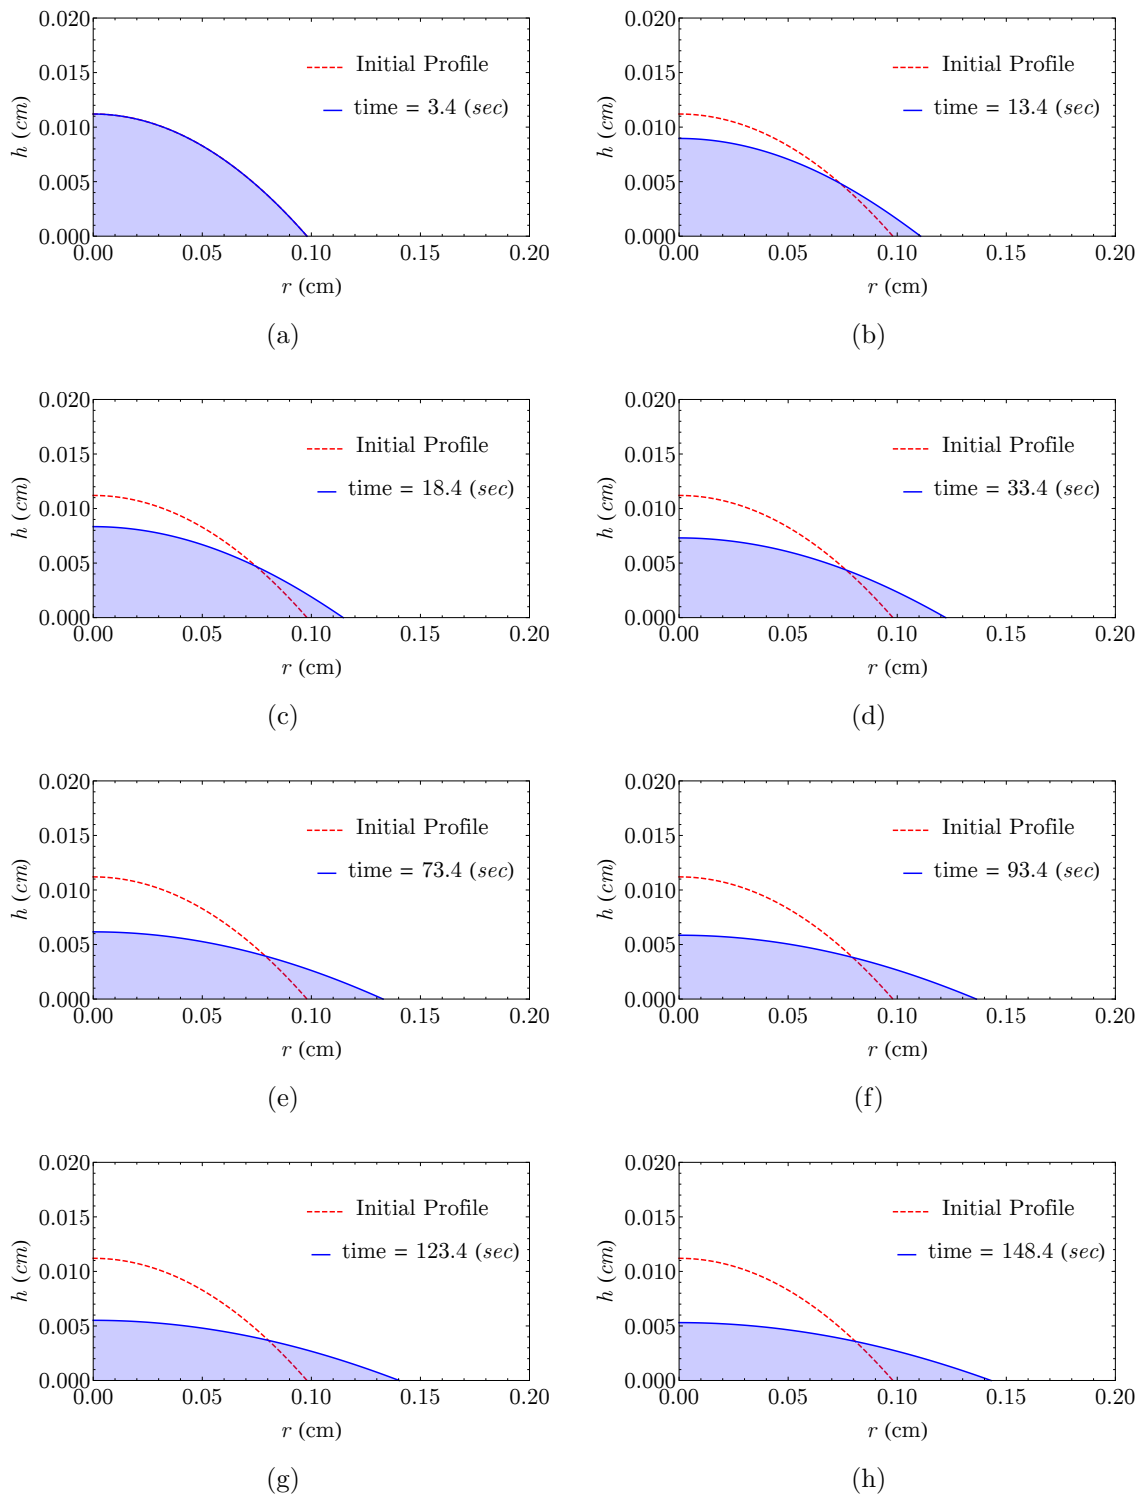 0.020
0.015
0.010
0.005
0.000
h (cm)
Initial Profile
time = 3.4 (sec)
0.00 0.05 0.10 0.15 0.20
r (cm)
(a)
0.020
0.015
0.010
0.005
0.000
h (cm)
Initial Profile
time = 13.4 (sec)
0.00 0.05 0.10 0.15 0.20
r (cm)
(b)
0.020
0.015
0.010
0.005
0.000
h (cm)
Initial Profile
time = 18.4 (sec)
0.00 0.05 0.10 0.15 0.20
r (cm)
(c)
0.020
0.015
0.010
0.005
0.000
h (cm)
Initial Profile
time = 33.4 (sec)
0.00 0.05 0.10 0.15 0.20
r (cm)
(d)
0.020
0.015
0.010
0.005
0.000
h (cm)
Initial Profile
time = 73.4 (sec)
0.00 0.05 0.10 0.15 0.20
r (cm)
(e)
0.020
0.015
0.010
0.005
0.000
h (cm)
Initial Profile
time = 93.4 (sec)
0.00 0.05 0.10 0.15 0.20
r (cm)
(f)
0.020
0.015
0.010
0.005
0.000
h (cm)
Initial Profile
time = 123.4 (sec)
0.00 0.05 0.10 0.15 0.20
r (cm)
(g)
0.020
0.015
0.010
0.005
0.000
h (cm)
Initial Profile
time = 148.4 (sec)
0.00 0.05 0.10 0.15 0.20
r (cm)
(h)